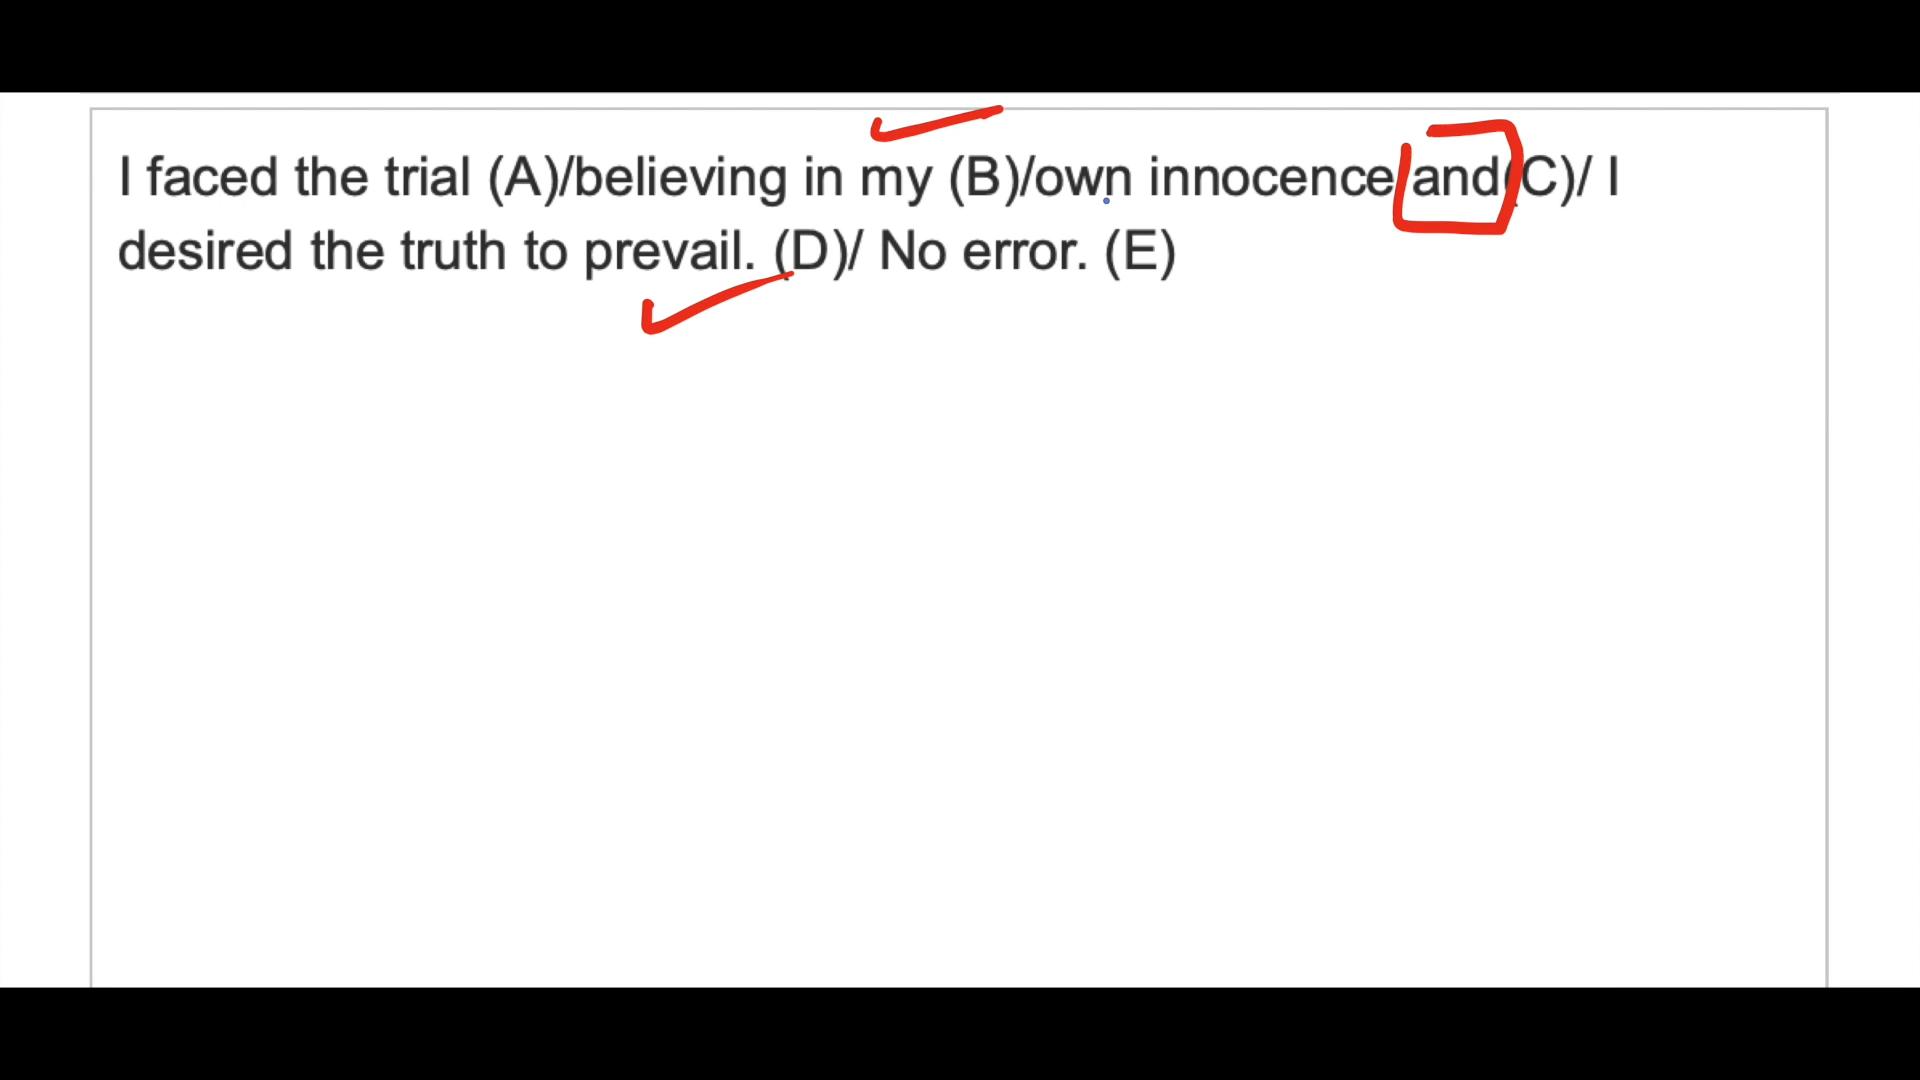 I faced the trial (A)/believing in my (B)/own innocence and(C)/ I
desired the truth to prevail. (D)/ No error. (E)